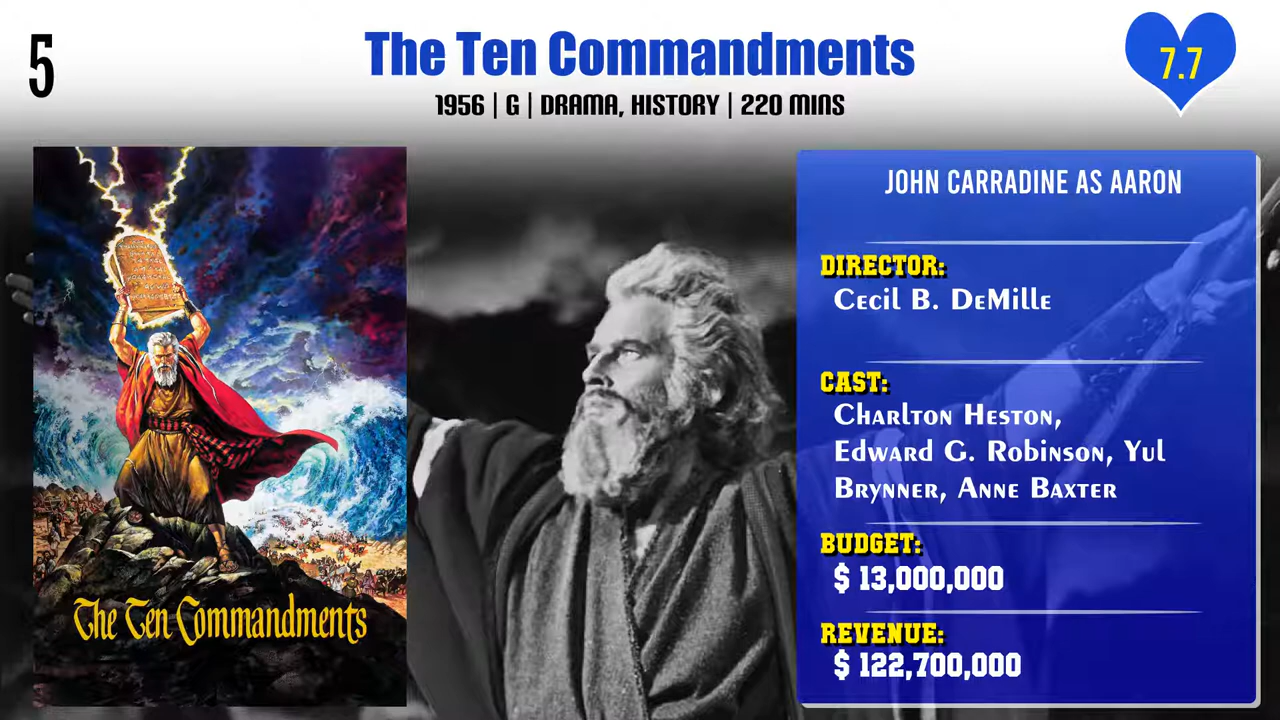 5
The Ten Commandments
1956 | G | DRAMA, HISTORY | 220 MINS
7.7
The Ten Commandments
JOHN CARRADINE AS AARON
DIRECTOR:
Cecil B. DeMille
CAST:
Charlton Heston,
Edward G. Robinson, Yul
Brynner, Anne Baxter
BUDGET:
$ 13,000,000
REVENUE:
$ 122,700,000